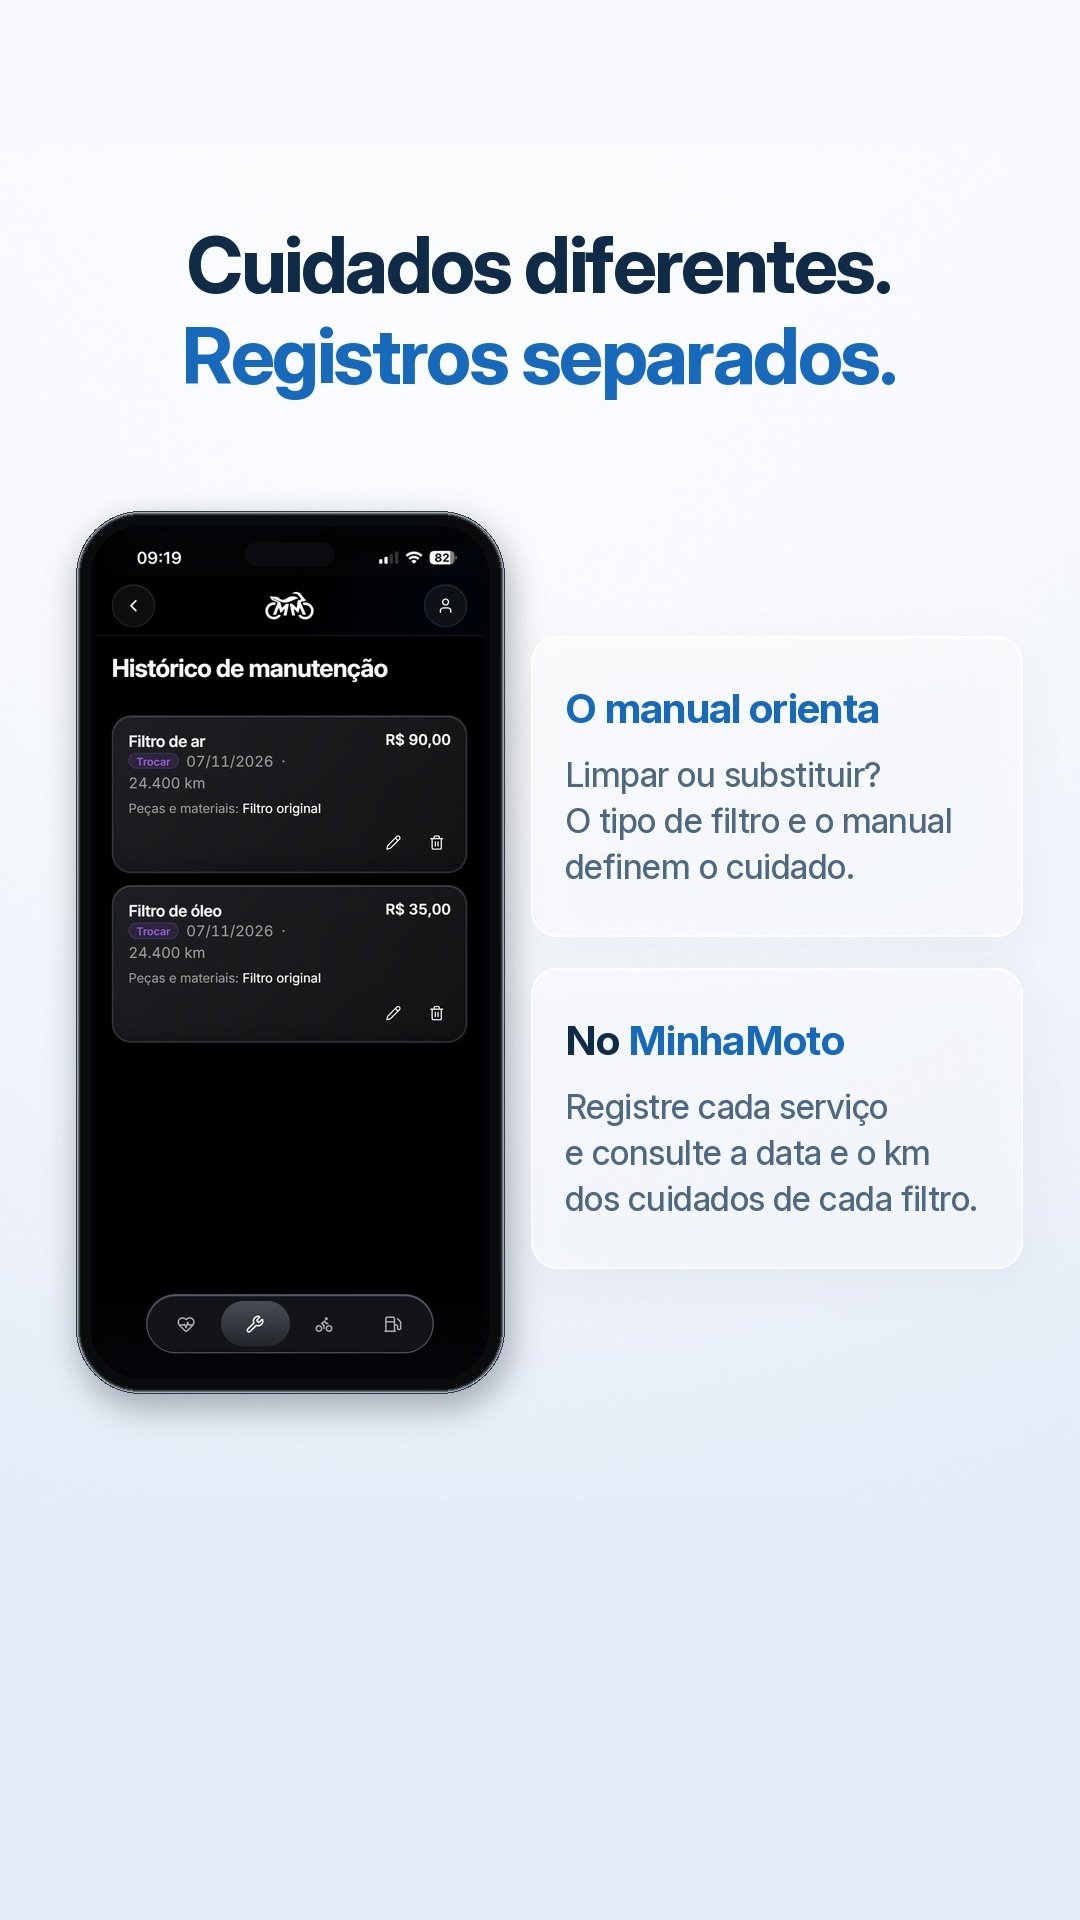 Cuidados diferentes.
Registros separados.
09:19
82
MM
Histórico de manutenção
Filtro de ar
R$ 90,00
Trocar 07/11/2026 ·
24.400 km
Peças e materiais: Filtro original
Filtro de óleo
R$ 35,00
Trocar 07/11/2026 ·
24.400 km
Peças e materiais: Filtro original
O manual orienta
Limpar ou substituir?
O tipo de filtro e o manual
definem o cuidado.
No MinhaMoto
Registre cada serviço
e consulte a data e o km
dos cuidados de cada filtro.